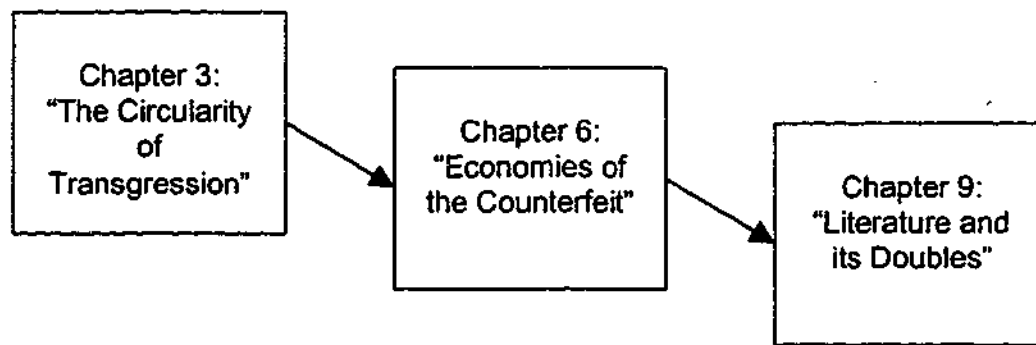 Chapter 3:
“The Circularity
of
Transgression”
Chapter 6:
“Economies of
the Counterfeit”
Chapter 9:
“Literature and
its Doubles”